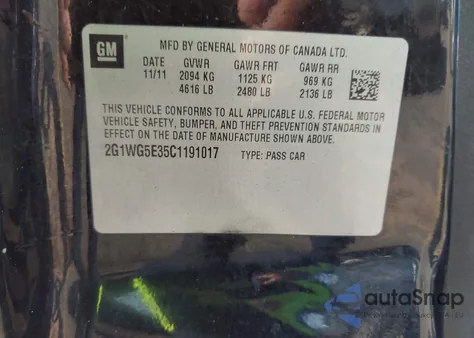 GM
MFD BY GENERAL MOTORS OF CANADA LTD.
DATE GVWR GAWR FRT GAWR RR
11/11 2094 KG 1125 KG 969 KG
4616 LB 2480 LB 2136 LB
THIS VEHICLE CONFORMS TO ALL APPLICABLE U.S. FEDERAL MOTOR
VEHICLE SAFETY, BUMPER, AND THEFT PREVENTION STANDARDS IN
EFFECT ON THE DATE OF MANUFACTURE SHOWN ABOVE.
2G1WG5E35C1191017 TYPE: PASS CAR
autoSnap